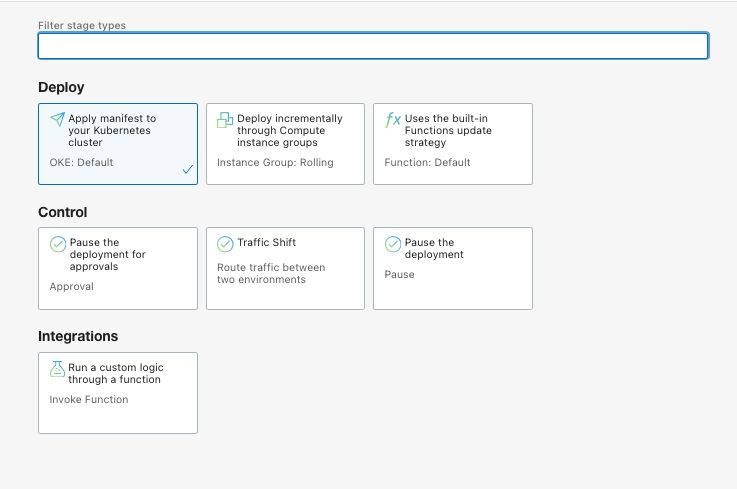 Filter stage types
Deploy
Apply manifest to
your Kubernetes
cluster
OKE: Default
Deploy incrementally
through Compute
instance groups
Instance Group: Rolling
fx Uses the built-in
Functions update
strategy
Function: Default
Control
Pause the
deployment for
approvals
Approval
Traffic Shift
Route traffic between
two environments
Pause the
deployment
Pause
Integrations
Run a custom logic
through a function
Invoke Function